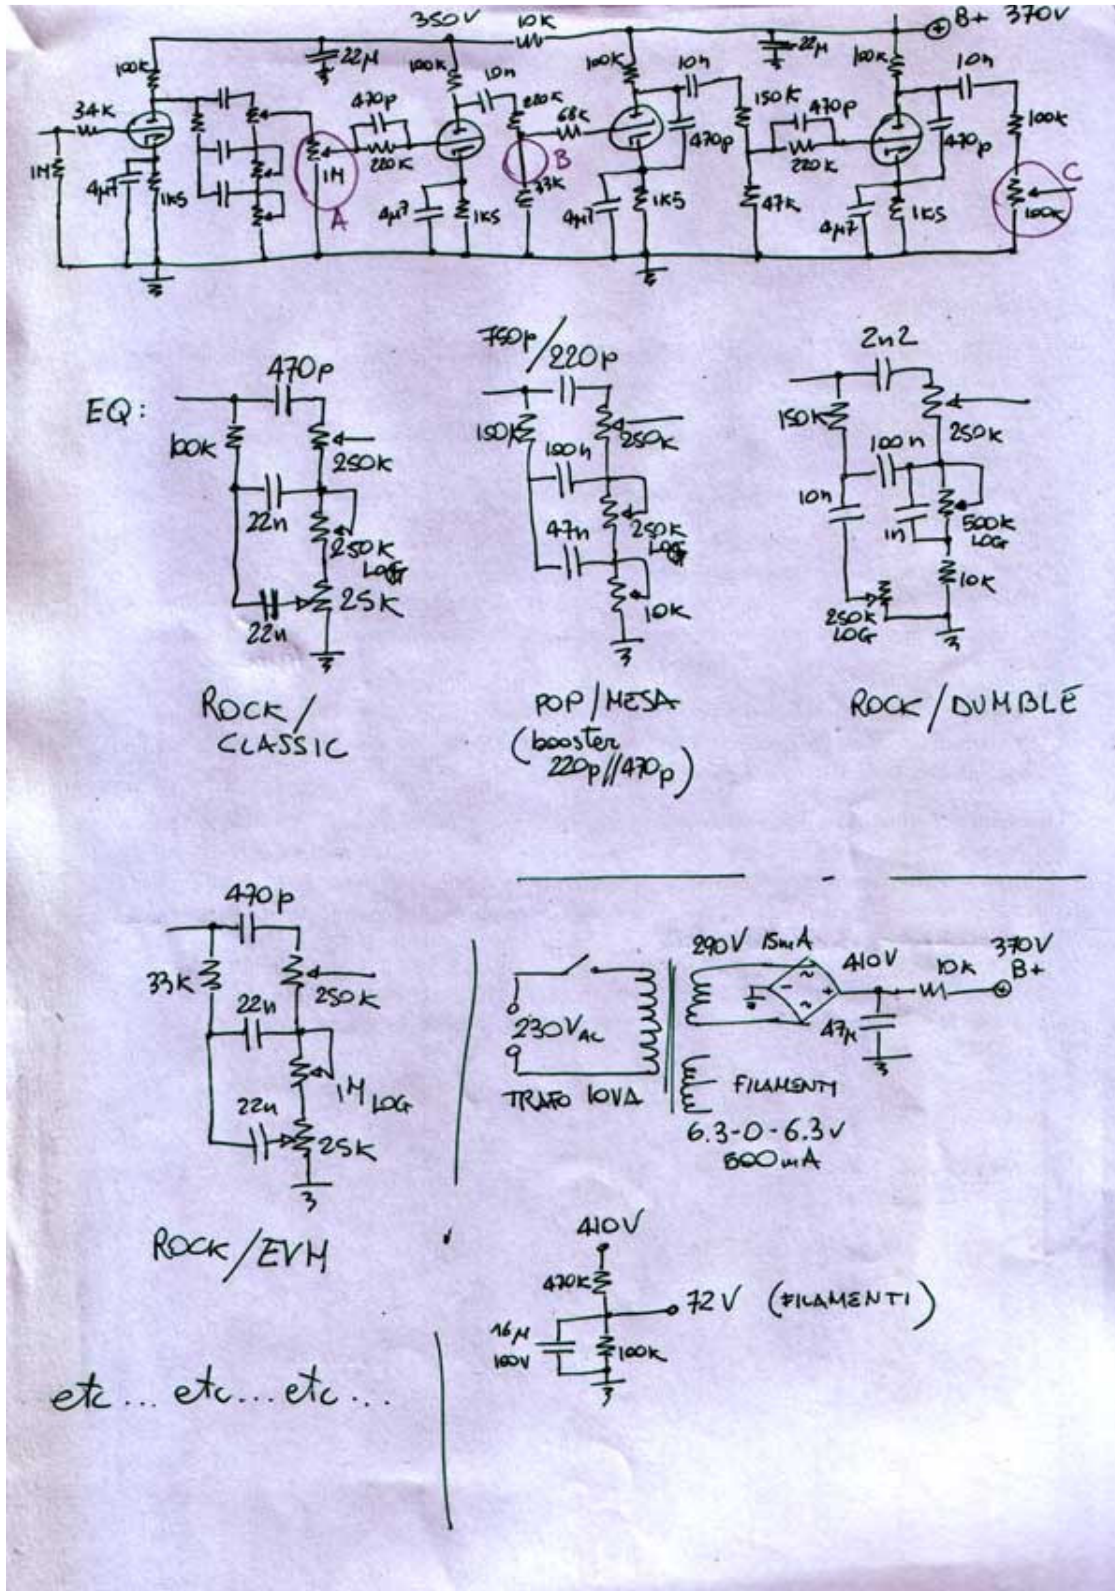 350V 10K B+ 370V
100K 22µ 100K 10n 100K 10n 22µ 100K 10n
34K 470p 220K 68K 150K 470p 100K
1M 4µ7 1K5 1M 220K B 33K 470p 220K 470p C
A 4µ7 1K5 4µ7 1K5 47K 4µ7 1K5 100K
EQ:
470p
100K
250K
22n
250K
LOG
25K
22n
ROCK/
CLASSIC
750p/220p
150K
250K
100n
47n
250K
LOG
10K
POP/MESA
(booster
220p//470p)
2n2
150K
250K
100n
10n
1n
500K
LOG
10K
250K
LOG
ROCK/DUMBLE
470p
33K
250K
22n
1M LOG
22n
25K
ROCK/EVM
etc... etc... etc...
290V 15mA 410V 10K 370V
B+
230VAC
47µ
TRAFO 10VA
FILAMENTI
6.3-0-6.3V
800mA
410V
470K
72V (FILAMENTI)
16µ
100V
100K